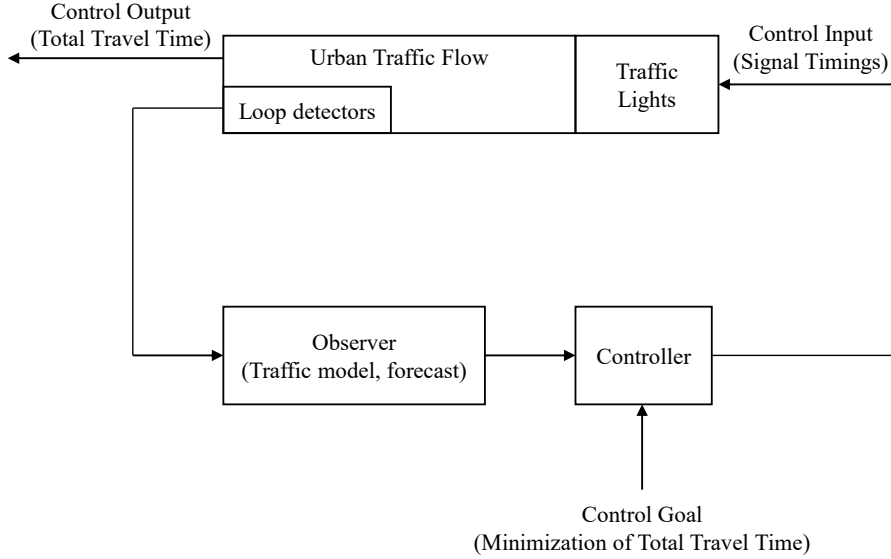 Control Output
(Total Travel Time)
Urban Traffic Flow
Traffic
Lights
Control Input
(Signal Timings)
Loop detectors
Observer
(Traffic model, forecast)
Controller
Control Goal
(Minimization of Total Travel Time)